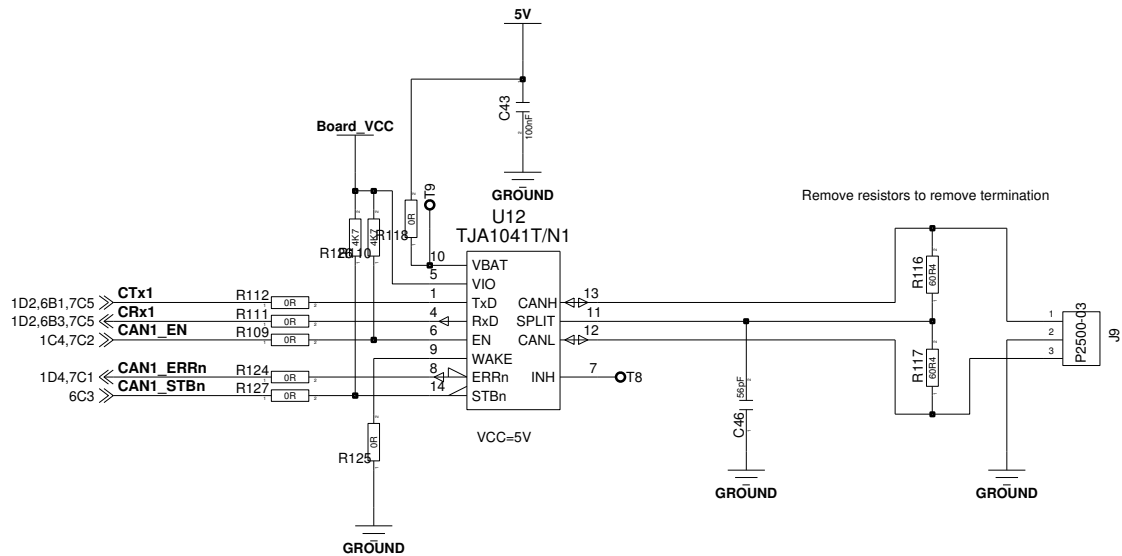 5V
C43
100nF
GROUND
Board_VCC
T9
Remove resistors to remove termination
U12
TJA1041T/N1
0R
R118
4K7
R126
4K7
R110
10
VBAT
5
VIO
1D2,6B1,7C5
CTx1
R112
0R
1
TxD
CANH
13
1D2,6B3,7C5
CRx1
R111
0R
4
RxD
SPLIT
11
1C4,7C2
CAN1_EN
R109
0R
6
EN
CANL
12
9
WAKE
1D4,7C1
CAN1_ERRn
R124
0R
8
ERRn
INH
7
T8
6C3
CAN1_STBn
R127
0R
14
STBn
VCC=5V
R125
0R
GROUND
56pF
C46
GROUND
R116
60R4
R117
60R4
1
2
3
P2500-03
J9
GROUND